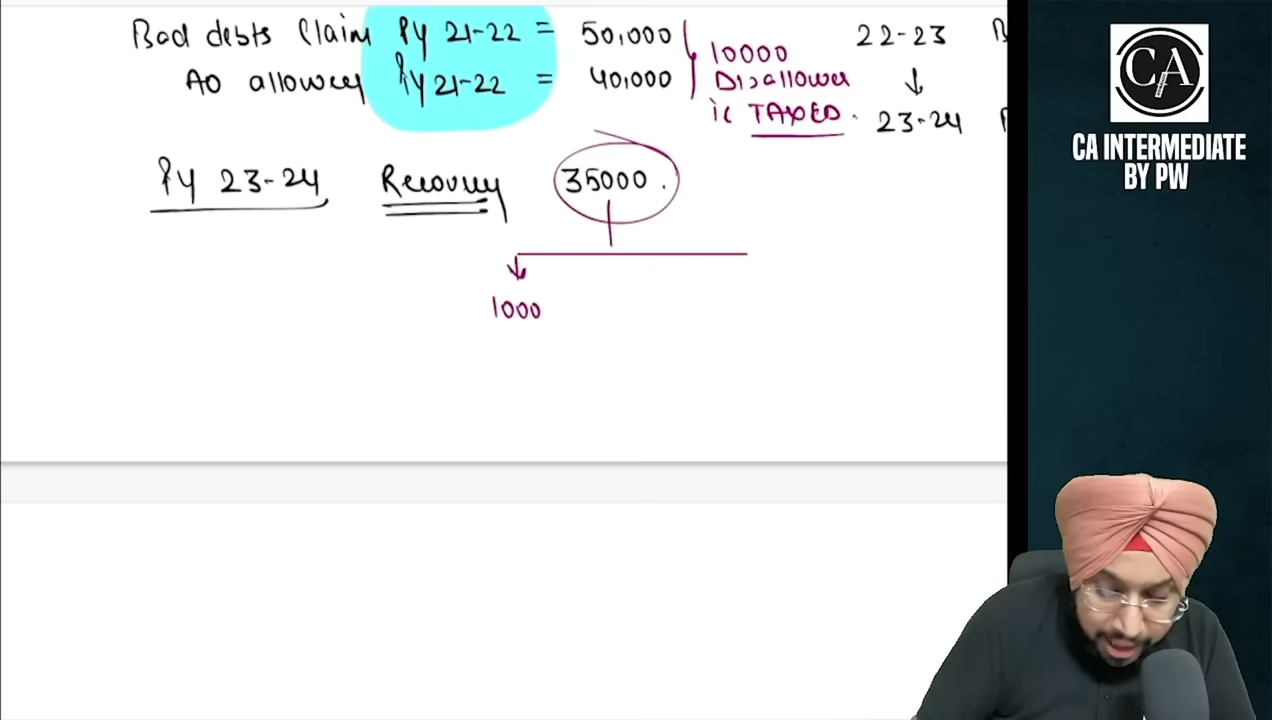 Bad debts Claim PY 21-22 = 50,000
AO allowed PY 21-22 = 40,000
10000
Disallowed
ie TAXED.
22-23
↓
23-24
PY 23-24 Recovery 35000.
1000
CA
CA INTERMEDIATE
BY PW